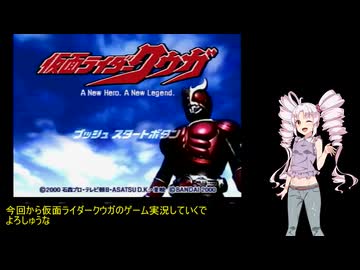 仮面ライダークウガ
A New Hero. A New Legend.
プッシュ スタートボタン
©2000 石森プロ・テレビ朝日・ASATSU D.K.・東映 ©BANDAI 2000
今回から仮面ライダークウガのゲーム実況していくで
よろしゅうな